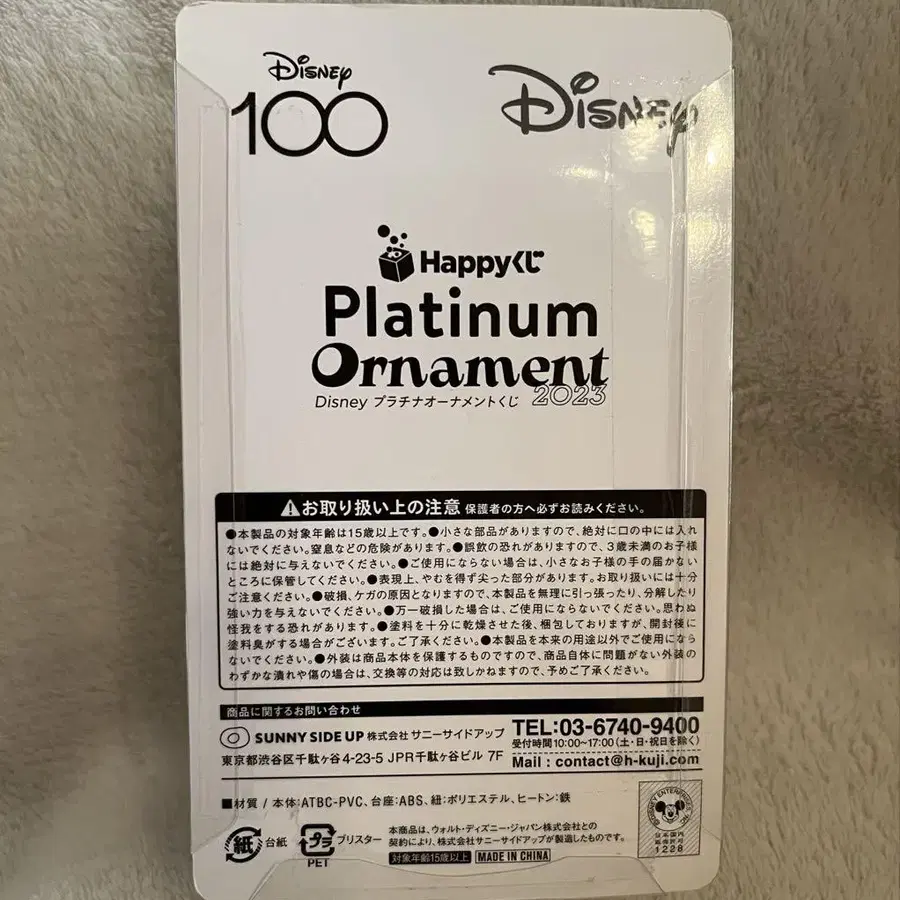 Disney
100
Disney
Happyくじ
Platinum
Ornament
2023
Disney プラチナオーナメントくじ
⚠お取り扱い上の注意 保護者の方へ必ずお読みください。
●本製品の対象年齢は15歳以上です。●小さな部品がありますので、絶対に口の中には入れ
ないでください。窒息などの危険があります。●誤飲の恐れがありますので、3歳未満のお子様
には絶対に与えないでください。●ご使用にならない場合は、小さなお子様の手の届かない
ところに保管してください。●表現上、やむを得ず尖った部分があります。お取り扱いには十分
ご注意ください。●破損、ケガの原因となりますので、本製品を無理に引っ張ったり、分解したり
強い力を与えないでください。●万一破損した場合は、ご使用にならないでください。思わぬ
怪我をする恐れがあります。●塗料を十分に乾燥させた後、梱包しておりますが、開封後に
塗料臭がする場合がございます。ご了承ください。●本製品を本来の用途以外でご使用になら
ないでください。●外装は商品本体を保護するものですので、商品自体に問題がない外装の
わずかな潰れや傷の場合は、交換等の対応は致しかねますので、予めご了承ください。
商品に関するお問い合わせ
SUNNY SIDE UP 株式会社 サニーサイドアップ
東京都渋谷区千駄ヶ谷4-23-5 JPR千駄ヶ谷ビル 7F
TEL:03-6740-9400
受付時間10:00~17:00(土・日・祝日を除く)
Mail : contact@h-kuji.com
■材質 / 本体:ATBC-PVC、台座:ABS、紐:ポリエステル、ヒートン:鉄
紙 台紙
プラ ブリスター
PET
本商品は、ウォルト・ディズニー・ジャパン株式会社との
契約により、株式会社サニーサイドアップが製造したものです。
対象年齢15歳以上 MADE IN CHINA
DISNEY ENTERPRISES, INC.
日本国内
販売許可
1228